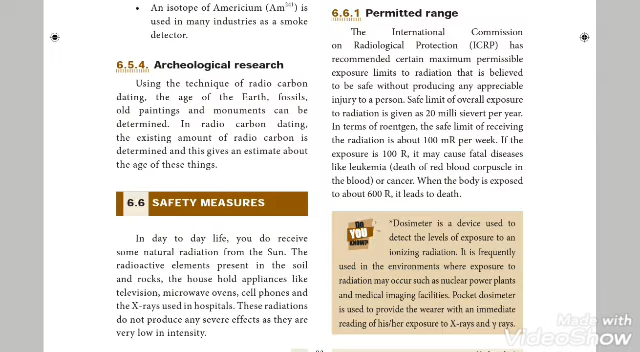 • An isotope of Americium (Am²⁴¹) is
used in many industries as a smoke
detector.
6.5.4. Archeological research
Using the technique of radio carbon
dating, the age of the Earth, fossils,
old paintings and monuments can be
determined. In radio carbon dating,
the existing amount of radio carbon is
determined and this gives an estimate about
the age of these things.
6.6 SAFETY MEASURES
In day to day life, you do receive
some natural radiation from the Sun. The
radioactive elements present in the soil
and rocks, the house hold appliances like
television, microwave ovens, cell phones and
the X-rays used in hospitals. These radiations
do not produce any severe effects as they are
very low in intensity.
6.6.1 Permitted range
The International Commission
on Radiological Protection (ICRP) has
recommended certain maximum permissible
exposure limits to radiation that is believed
to be safe without producing any appreciable
injury to a person. Safe limit of overall exposure
to radiation is given as 20 milli sievert per year.
In terms of roentgen, the safe limit of receiving
the radiation is about 100 mR per week. If
the exposure is 100 R, it may cause fatal diseases
like leukemia (death of red blood corpuscle in
the blood) or cancer. When the body is exposed
to about 600 R, it leads to death.
DO YOU KNOW?
"Dosimeter is a device used to
detect the levels of exposure to an
ionizing radiation. It is frequently
used in the environments where exposure to
radiation may occur such as nuclear power plants
and medical imaging facilities. Pocket dosimeter
is used to provide the wearer with an immediate
reading of his/her exposure to X-rays and γ rays.
Made with
VideoShow